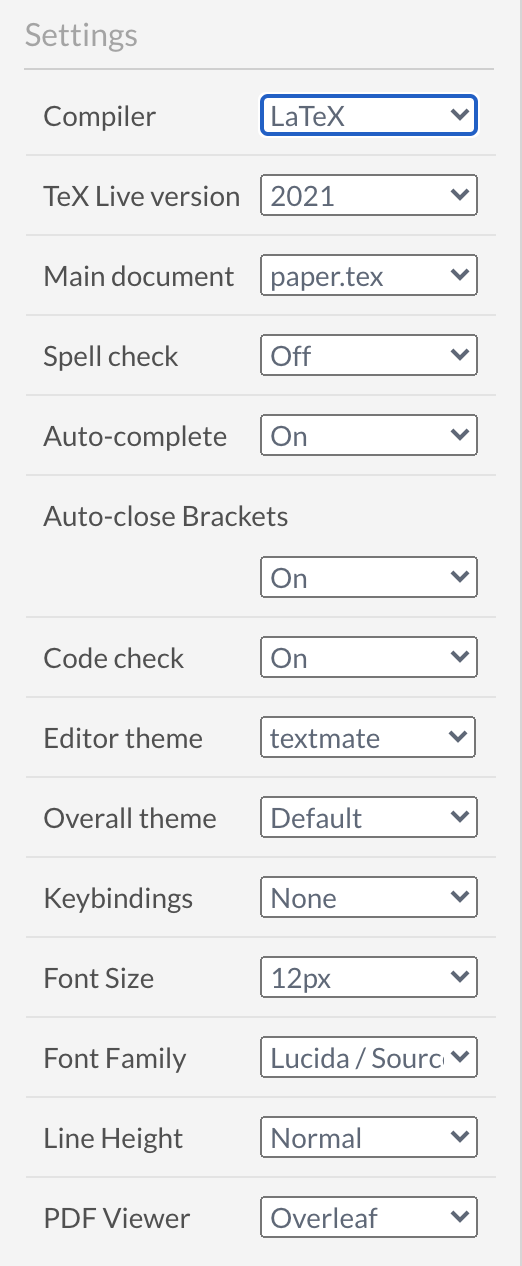 Settings
Compiler LaTeX
TeX Live version 2021
Main document paper.tex
Spell check Off
Auto-complete On
Auto-close Brackets
On
Code check On
Editor theme textmate
Overall theme Default
Keybindings None
Font Size 12px
Font Family Lucida / Sourc
Line Height Normal
PDF Viewer Overleaf